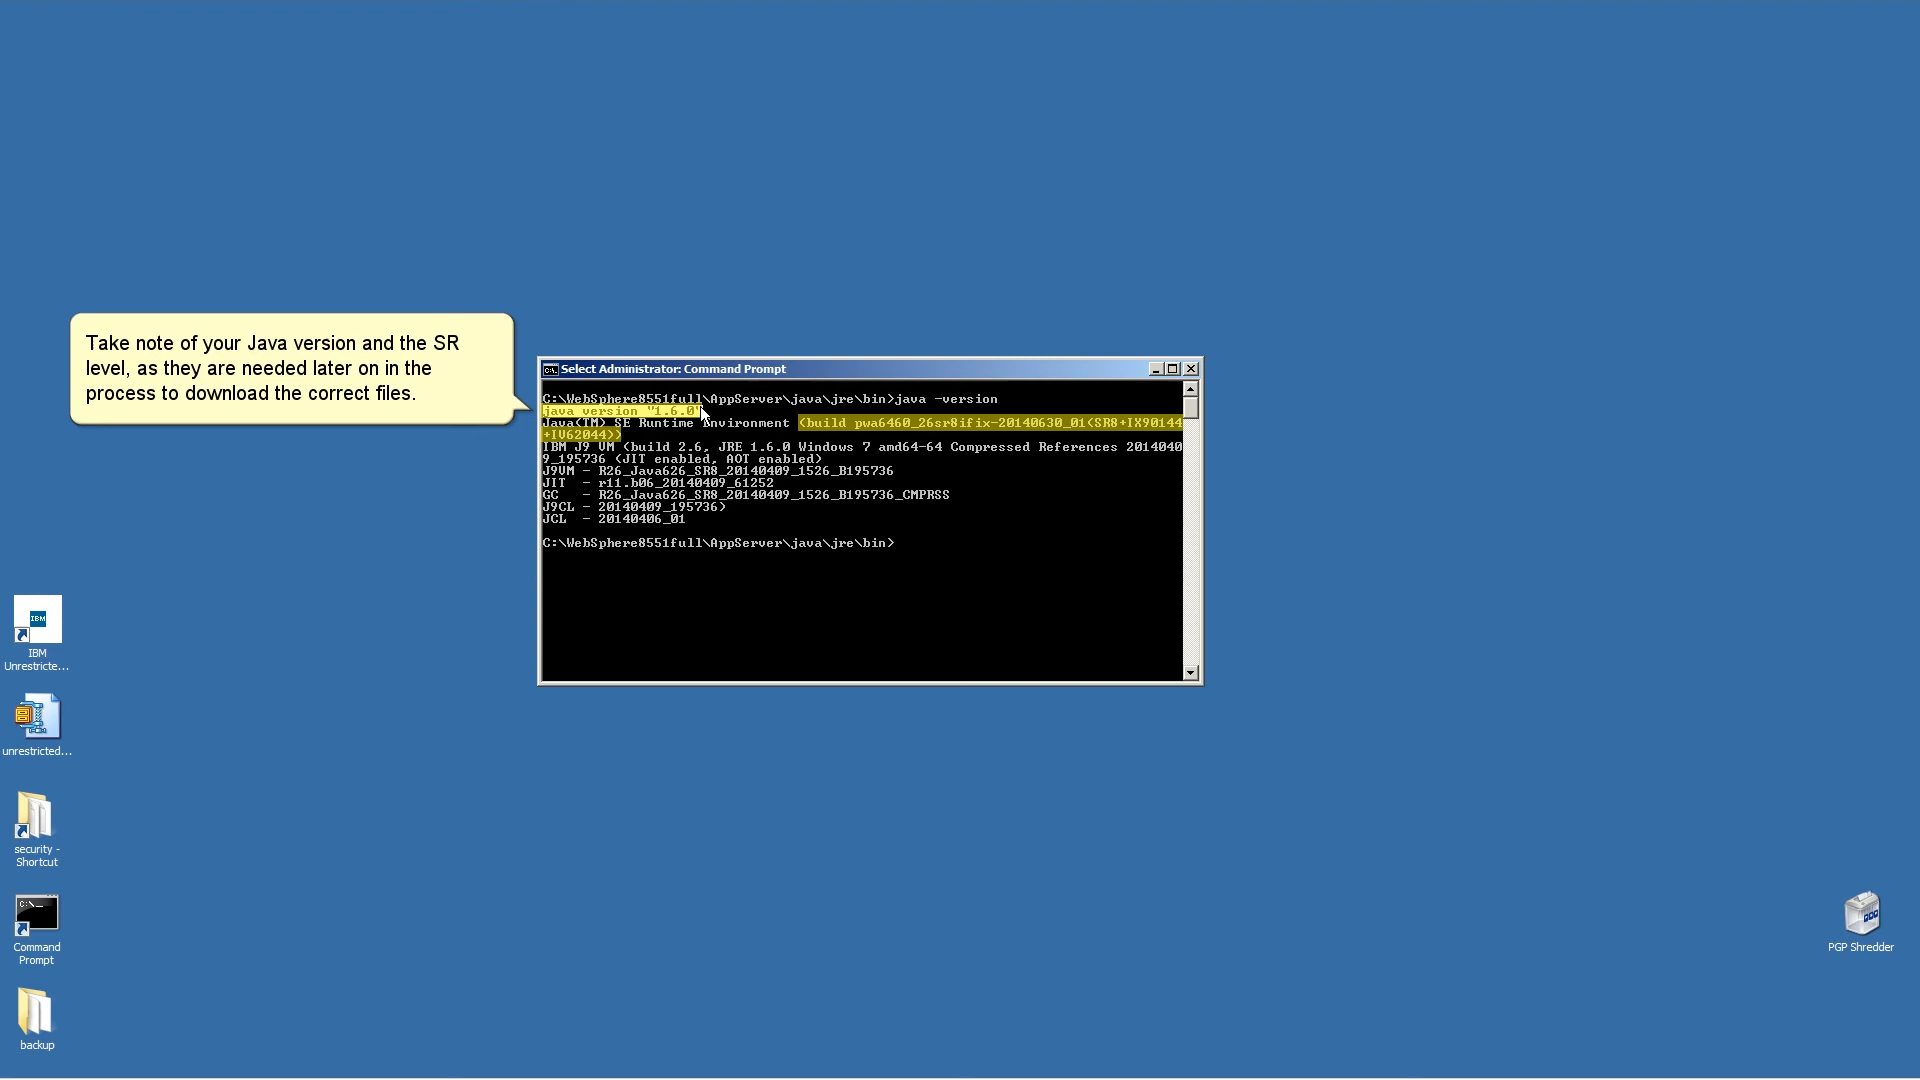 Take note of your Java version and the SR
level, as they are needed later on in the
process to download the correct files.
Select Administrator: Command Prompt
C:\WebSphere8551full\AppServer\java\jre\bin>java -version
java version "1.6.0"
Java(TM) SE Runtime Environment (build pwa6460_26sr8ifix-20140630_01(SR8+IX90144
+IV62044))
IBM J9 VM (build 2.6, JRE 1.6.0 Windows 7 amd64-64 Compressed References 2014040
9_195736 (JIT enabled, AOT enabled)
J9VM - R26_Java626_SR8_20140409_1526_B195736
JIT  - r11.b06_20140409_61252
GC   - R26_Java626_SR8_20140409_1526_B195736_CMPRSS
J9CL - 20140409_195736)
JCL  - 20140406_01
C:\WebSphere8551full\AppServer\java\jre\bin>
IBM
IBM
Unrestricte...
unrestricted...
security -
Shortcut
C:\._
Command
Prompt
backup
PGP Shredder